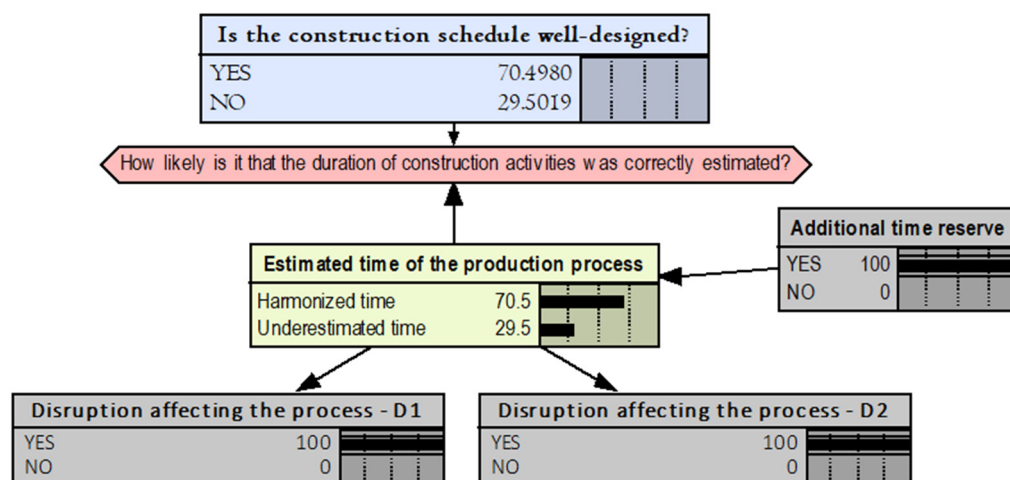 Is the construction schedule well-designed?
YES 70.4980
NO 29.5019
How likely is it that the duration of construction activities was correctly estimated?
Additional time reserve
YES 100
NO 0
Estimated time of the production process
Harmonized time 70.5
Underestimated time 29.5
Disruption affecting the process - D1
YES 100
NO 0
Disruption affecting the process - D2
YES 100
NO 0